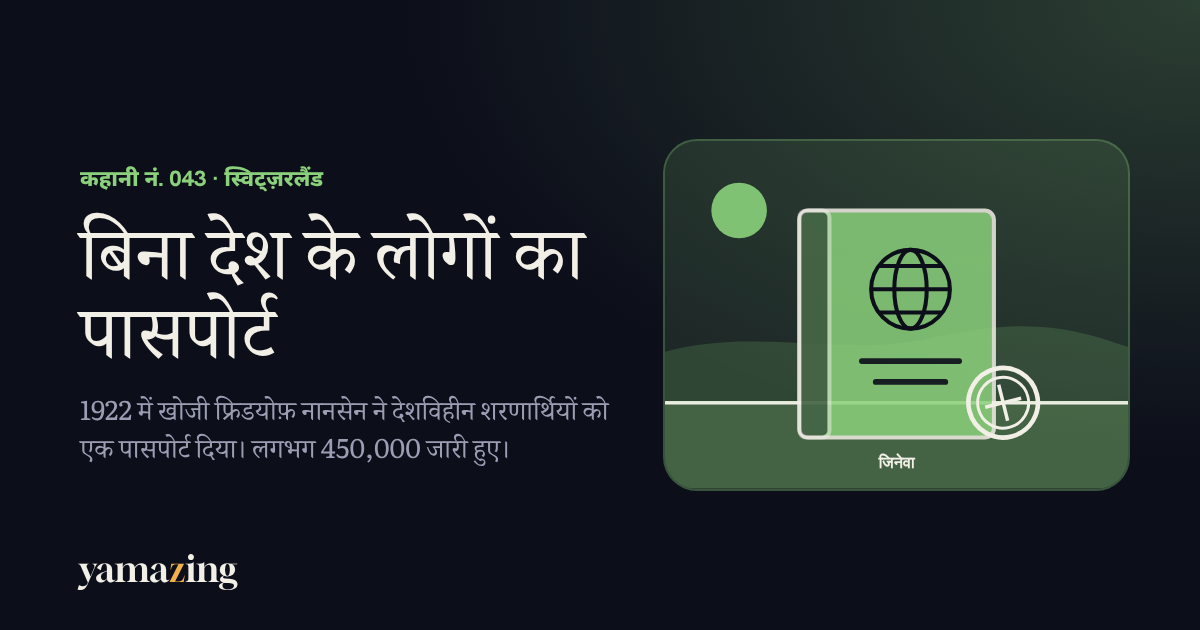 कहानी नं. 043 · स्विट्ज़रलैंड
बिना देश के लोगों का
पासपोर्ट
1922 में खोजी फ्रिडयोफ़ नानसेन ने देशविहीन शरणार्थियों को
एक पासपोर्ट दिया। लगभग 450,000 जारी हुए।
जिनेवा
yamazing